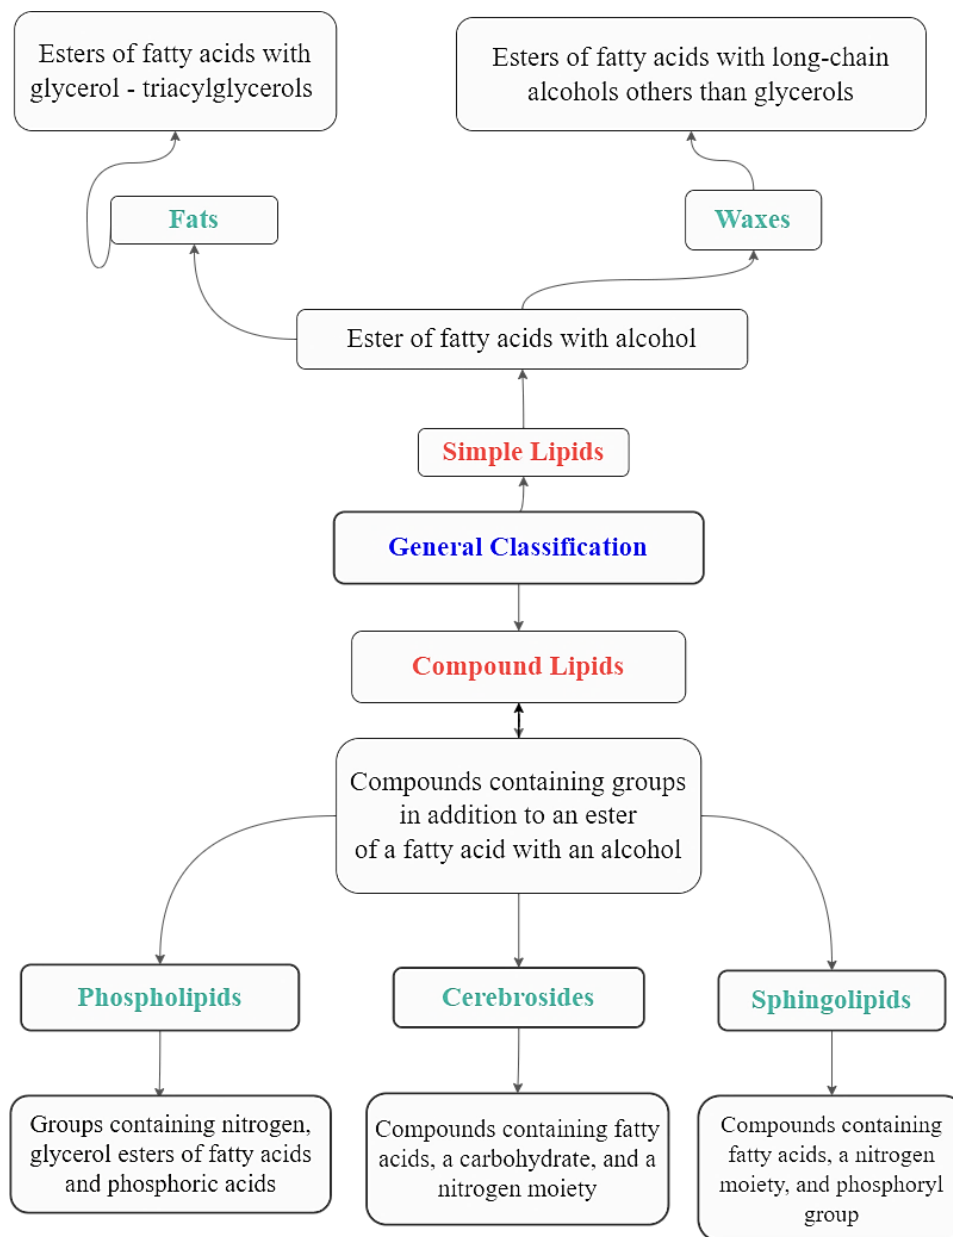 Esters of fatty acids with
glycerol - triacylglycerols
Esters of fatty acids with long-chain
alcohols others than glycerols
Fats
Waxes
Ester of fatty acids with alcohol
Simple Lipids
General Classification
Compound Lipids
Compounds containing groups
in addition to an ester
of a fatty acid with an alcohol
Phospholipids
Cerebrosides
Sphingolipids
Groups containing nitrogen,
glycerol esters of fatty acids
and phosphoric acids
Compounds containing fatty
acids, a carbohydrate, and a
nitrogen moiety
Compounds containing
fatty acids, a nitrogen
moiety, and phosphoryl
group